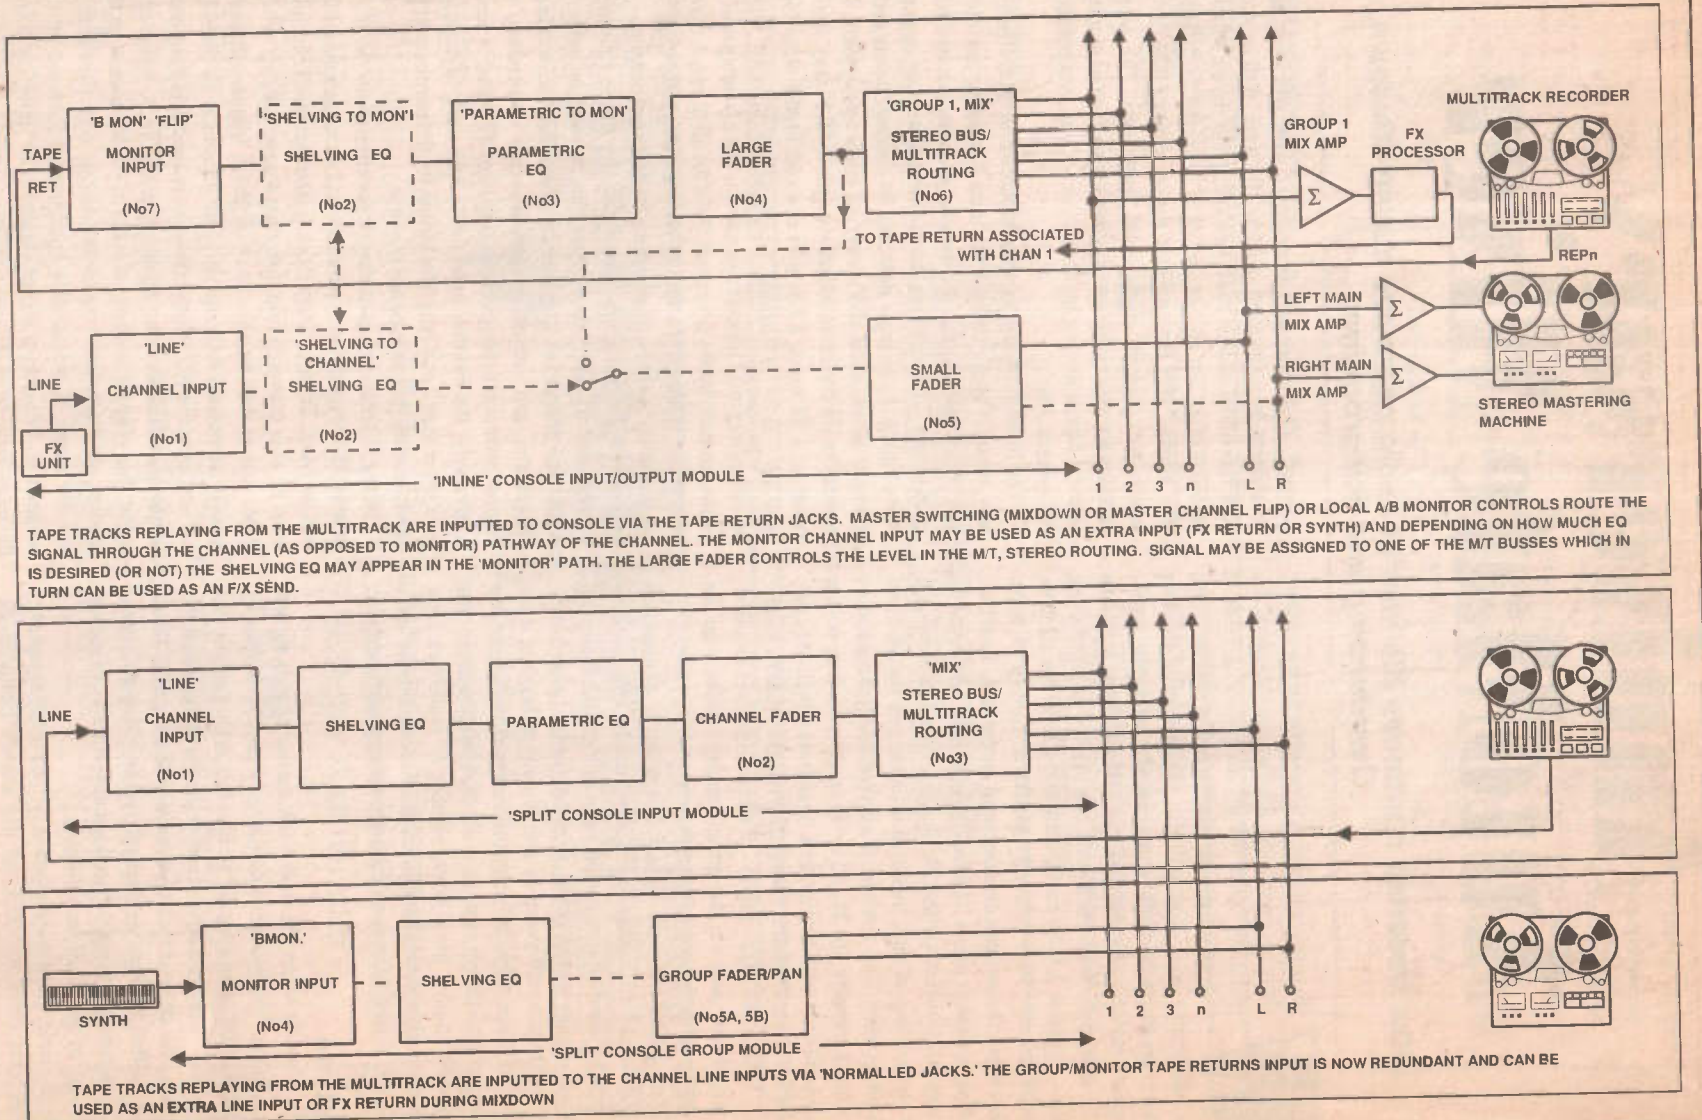 'B MON' 'FLIP'
MONITOR
INPUT
(No7)
TAPE
RET
'SHELVING TO MON'
SHELVING EQ
(No2)
'PARAMETRIC TO MON'
PARAMETRIC
EQ
(No3)
LARGE
FADER
(No4)
'GROUP 1, MIX'
STEREO BUS/
MULTITRACK
ROUTING
(No6)
GROUP 1
MIX AMP
Σ
FX
PROCESSOR
MULTITRACK RECORDER
TO TAPE RETURN ASSOCIATED
WITH CHAN 1
REPn
LINE
FX
UNIT
'LINE'
CHANNEL INPUT
(No1)
'SHELVING TO
CHANNEL'
SHELVING EQ
(No2)
SMALL
FADER
(No5)
LEFT MAIN
MIX AMP
Σ
RIGHT MAIN
MIX AMP
Σ
STEREO MASTERING
MACHINE
'INLINE' CONSOLE INPUT/OUTPUT MODULE
1 2 3 n L R
TAPE TRACKS REPLAYING FROM THE MULTITRACK ARE INPUTTED TO CONSOLE VIA THE TAPE RETURN JACKS. MASTER SWITCHING (MIXDOWN OR MASTER CHANNEL FLIP) OR LOCAL A/B MONITOR CONTROLS ROUTE THE
SIGNAL THROUGH THE CHANNEL (AS OPPOSED TO MONITOR) PATHWAY OF THE CHANNEL. THE MONITOR CHANNEL INPUT MAY BE USED AS AN EXTRA INPUT (FX RETURN OR SYNTH) AND DEPENDING ON HOW MUCH EQ
IS DESIRED (OR NOT) THE SHELVING EQ MAY APPEAR IN THE 'MONITOR' PATH. THE LARGE FADER CONTROLS THE LEVEL IN THE M/T, STEREO ROUTING. SIGNAL MAY BE ASSIGNED TO ONE OF THE M/T BUSSES WHICH IN
TURN CAN BE USED AS AN F/X SEND.
LINE
'LINE'
CHANNEL
INPUT
(No1)
SHELVING EQ
PARAMETRIC EQ
CHANNEL FADER
(No2)
'MIX'
STEREO BUS/
MULTITRACK
ROUTING
(No3)
'SPLIT' CONSOLE INPUT MODULE
SYNTH
'BMON.'
MONITOR INPUT
(No4)
SHELVING EQ
GROUP FADER/PAN
(No5A, 5B)
1 2 3 n L R
'SPLIT' CONSOLE GROUP MODULE
TAPE TRACKS REPLAYING FROM THE MULTITRACK ARE INPUTTED TO THE CHANNEL LINE INPUTS VIA 'NORMALLED JACKS.' THE GROUP/MONITOR TAPE RETURNS INPUT IS NOW REDUNDANT AND CAN BE
USED AS AN EXTRA LINE INPUT OR FX RETURN DURING MIXDOWN